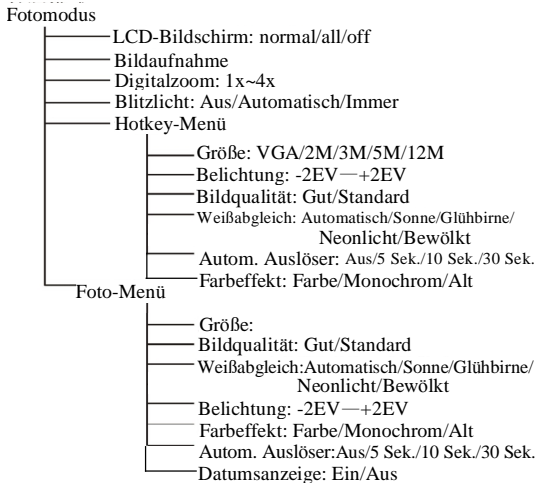 Fotomodus
LCD-Bildschirm: normal/all/off
Bildaufnahme
Digitalzoom: 1x~4x
Blitzlicht: Aus/Automatisch/Immer
Hotkey-Menü
Größe: VGA/2M/3M/5M/12M
Belichtung: -2EV—+2EV
Bildqualität: Gut/Standard
Weißabgleich: Automatisch/Sonne/Glühbirne/
Neonlicht/Bewölkt
Autom. Auslöser: Aus/5 Sek./10 Sek./30 Sek.
Farbeffekt: Farbe/Monochrom/Alt
Foto-Menü
Größe:
Bildqualität: Gut/Standard
Weißabgleich:Automatisch/Sonne/Glühbirne/
Neonlicht/Bewölkt
Belichtung: -2EV—+2EV
Farbeffekt: Farbe/Monochrom/Alt
Autom. Auslöser:Aus/5 Sek./10 Sek./30 Sek.
Datumsanzeige: Ein/Aus